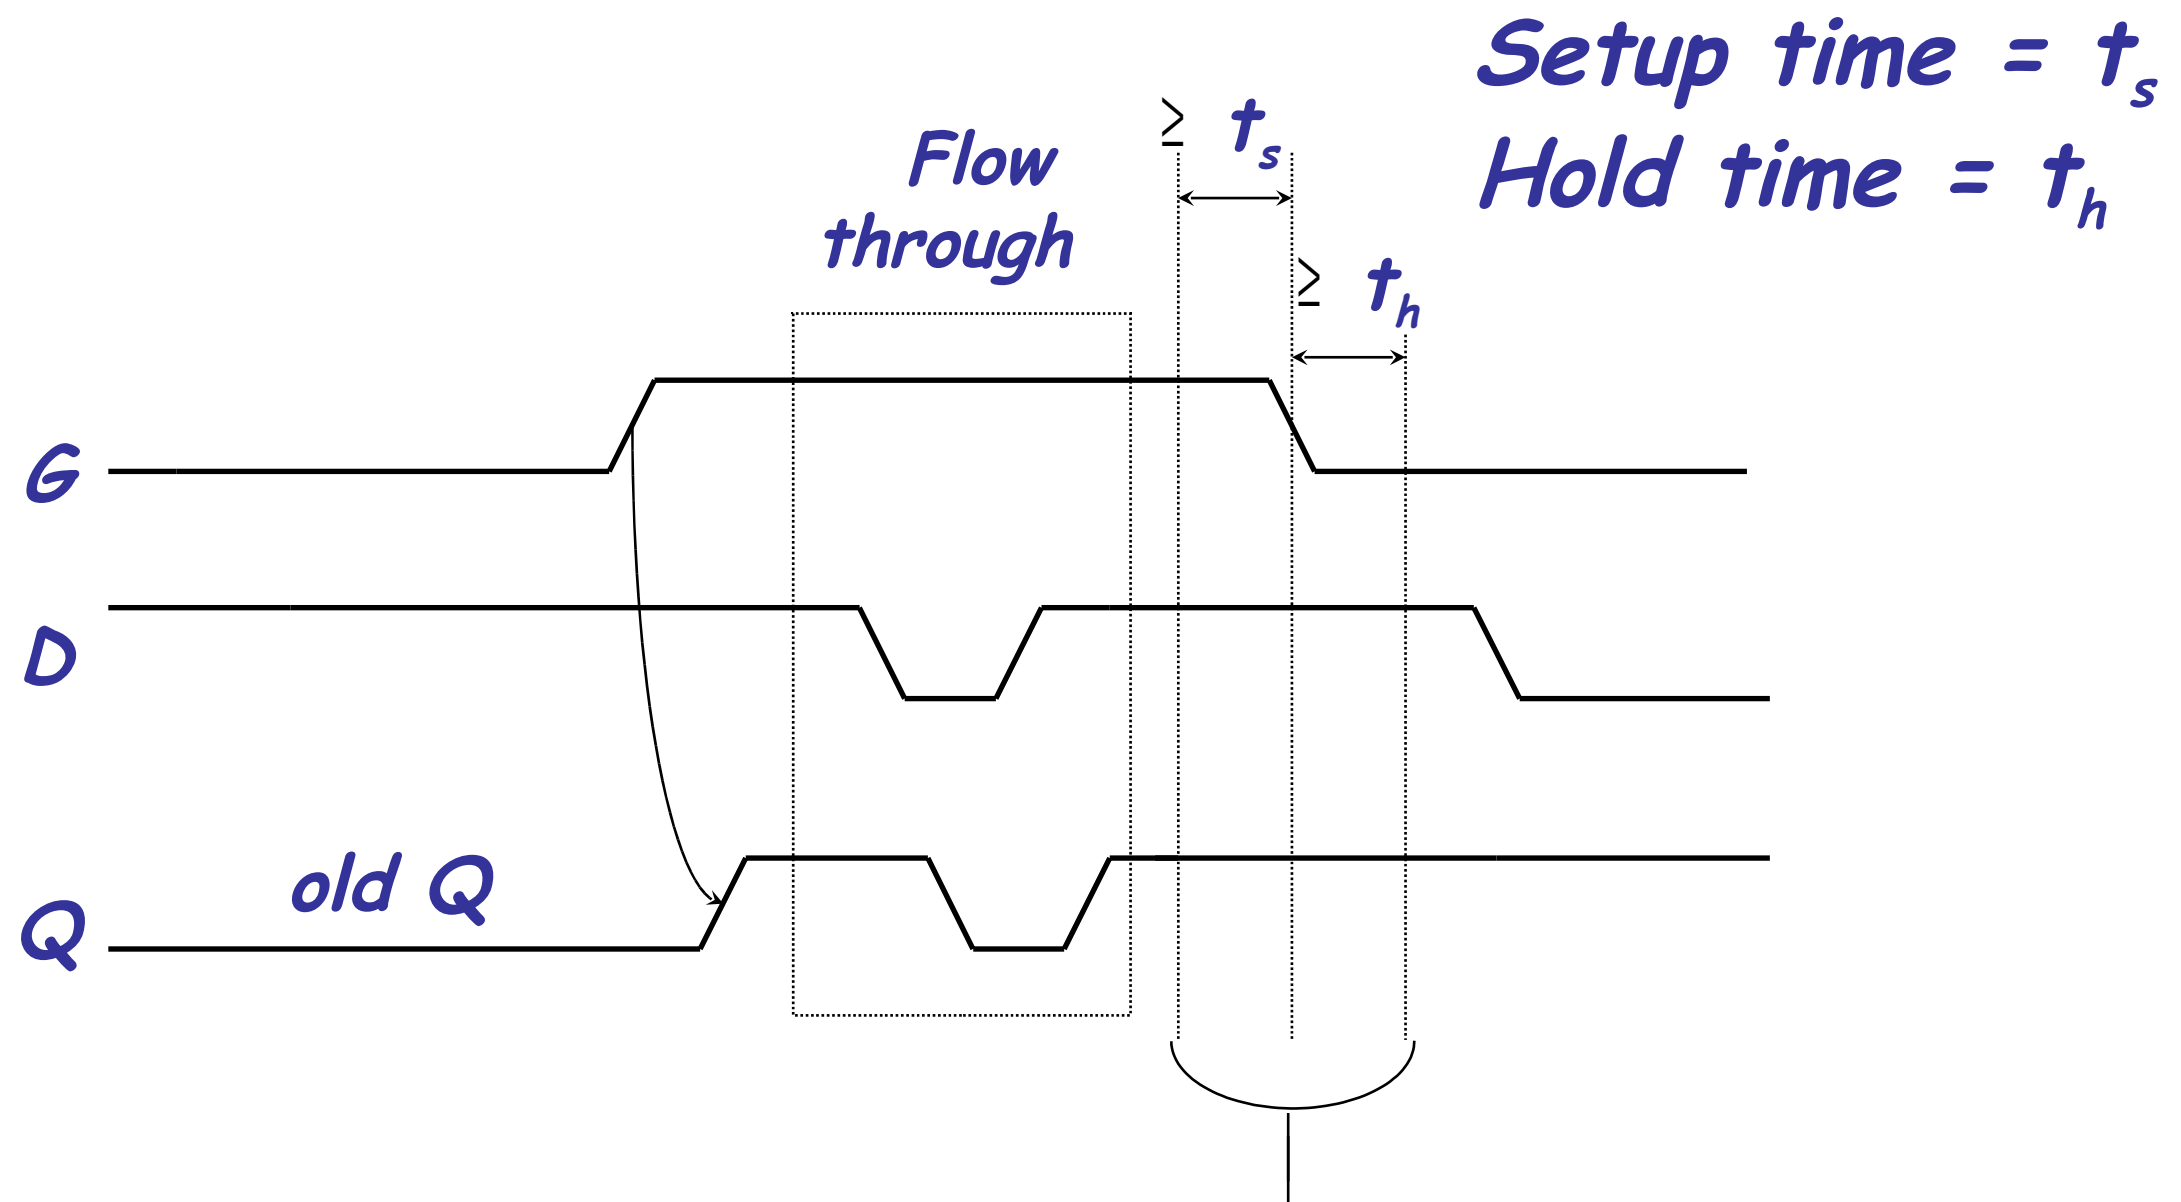 Setup time = tₛ
Hold time = tₕ
≥ tₛ
Flow
through
≥ tₕ
G
D
old Q
Q